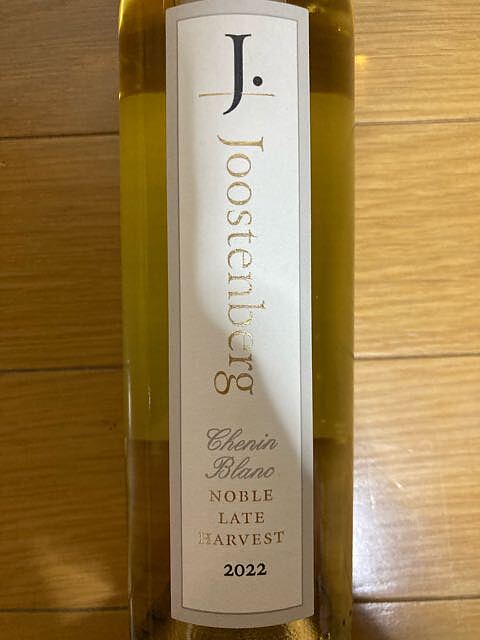 J.
Joostenberg
Chenin
Blanc
NOBLE
LATE
HARVEST
2022